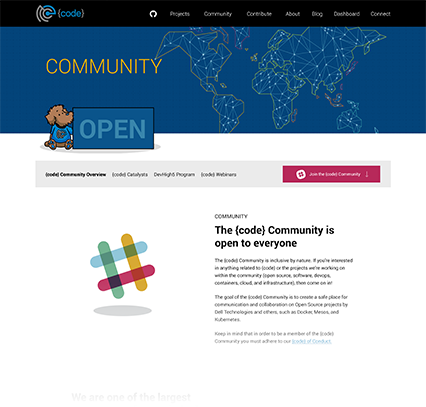 {code}
Projects Community Contribute About Blog Dashboard Connect
COMMUNITY
OPEN
{code} Community Overview {code} Catalysts DevHigh5 Program {code} Webinars
Join the {code} Community
COMMUNITY
The {code} Community is
open to everyone
The {code} Community is inclusive by nature. If you're interested
in anything related to {code} or the projects we're working on
within the community (open source, software, devops,
containers, cloud, and infrastructure), then come on in!
The goal of the {code} Community is to create a safe place for
communication and collaboration on Open Source projects by
Dell Technologies and others, such as Docker, Mesos, and
Kubernetes.
Keep in mind that in order to be a member of the {code}
Community you must adhere to our {code} of Conduct.
We are one of the largest